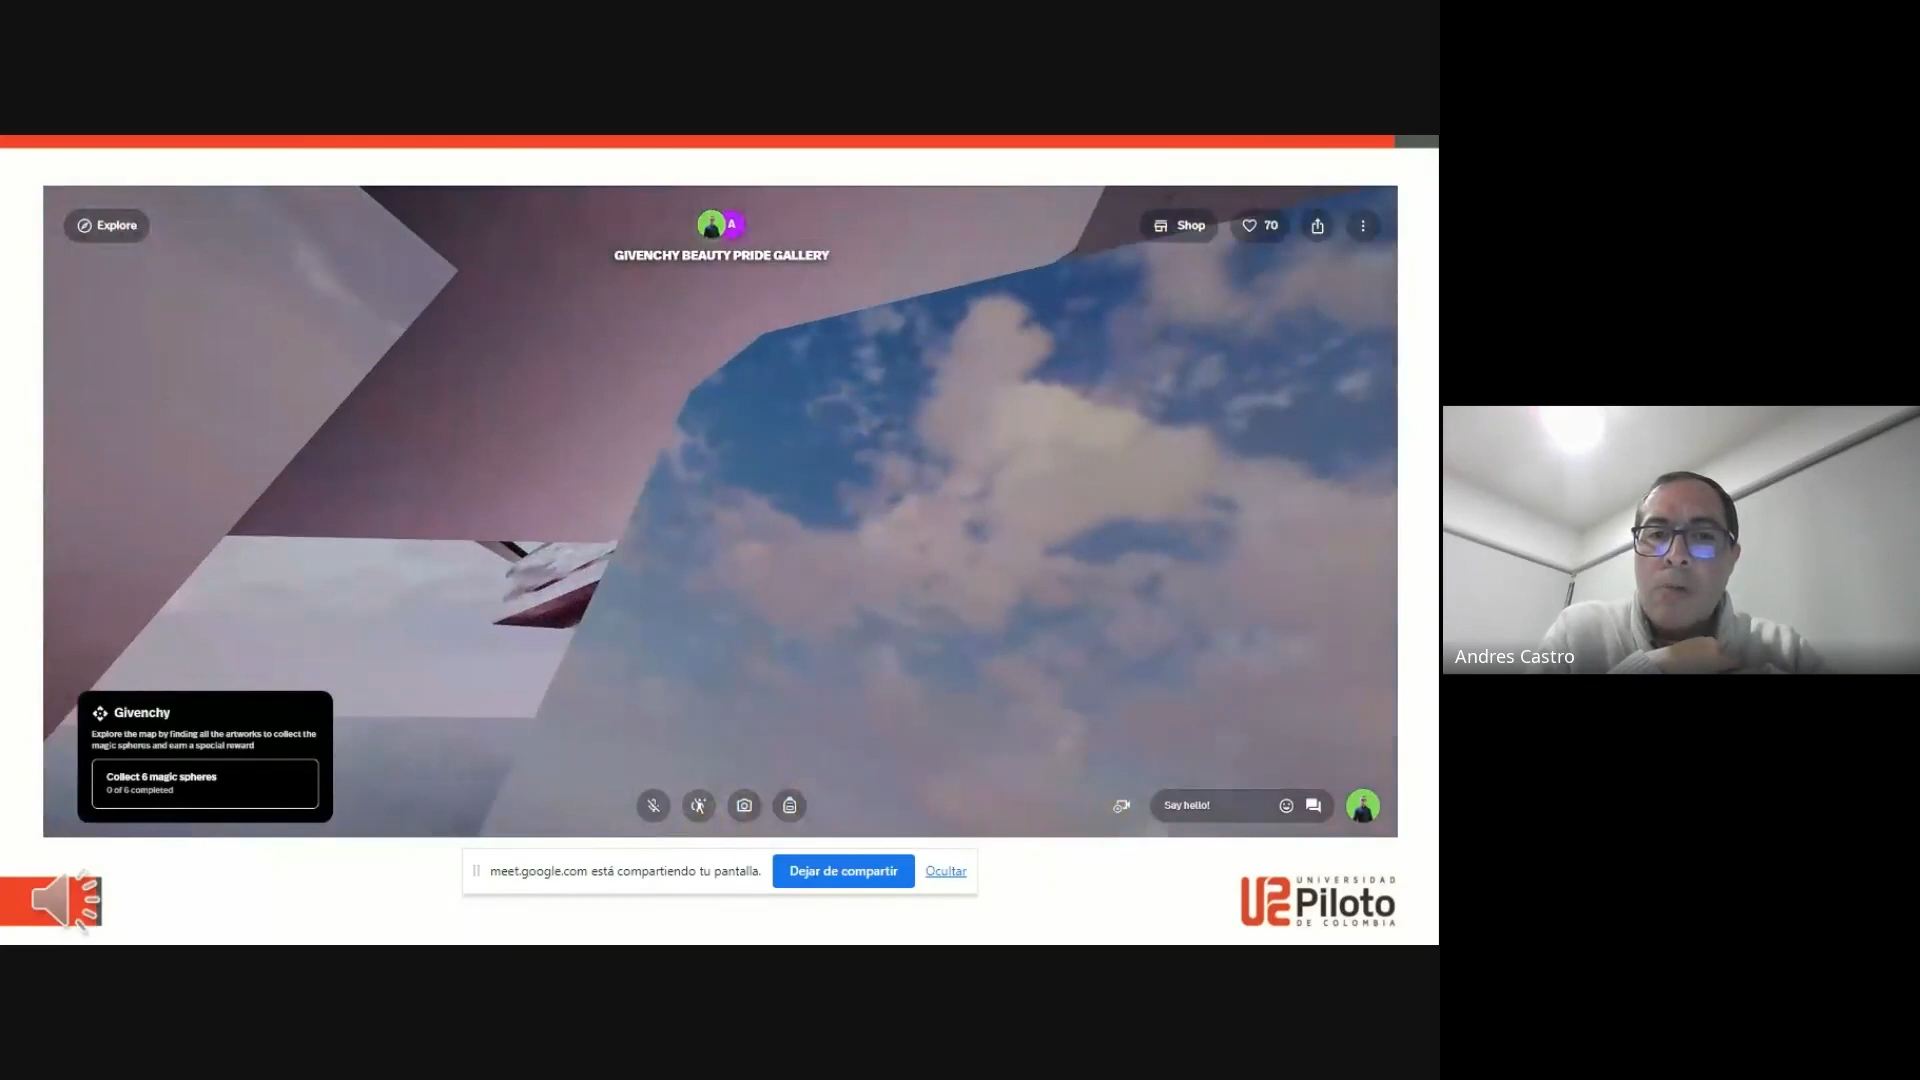 Explore
A
GIVENCHY BEAUTY PRIDE GALLERY
Shop
70
Givenchy
Explore the map by finding all the artworks to collect the
magic spheres and earn a special reward
Collect 6 magic spheres
0 of 6 completed
Say hello!
meet.google.com está compartiendo tu pantalla.
Dejar de compartir
Ocultar
UNIVERSIDAD
Piloto
DE COLOMBIA
Andres Castro